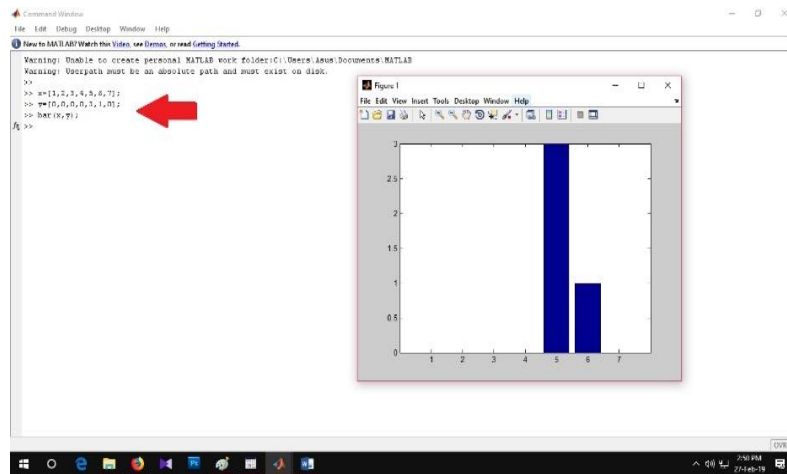 Command Window
File Edit Debug Desktop Window Help
New to MATLAB? Watch this Video, see Demos, or read Getting Started.
Warning: Unable to create personal MATLAB work folder:C:\Users\Asus\Documents\MATLAB
Warning: Userpath must be an absolute path and must exist on disk.
>>
>> x=[1,2,3,4,5,6,7];
>> y=[0,0,0,0,3,1,0];
>> bar(x,y);
fx >>
Figure 1
File Edit View Insert Tools Desktop Window Help
3
2.5
2
1.5
1
0.5
0
1 2 3 4 5 6 7
OVR
2:50 PM
27-Feb-19